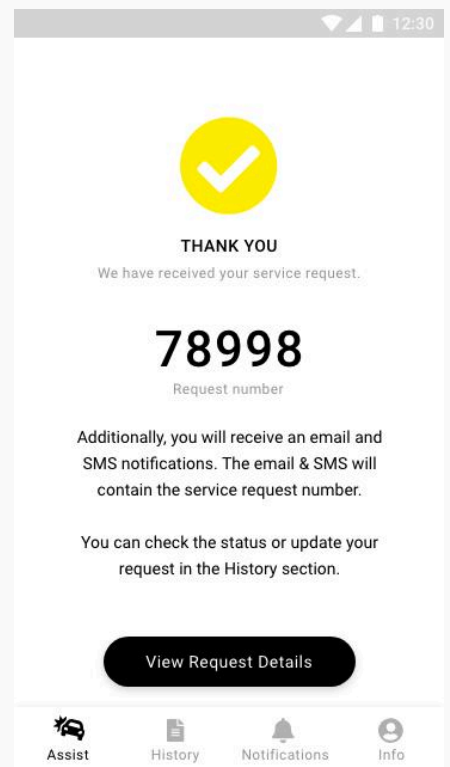 12:30
THANK YOU
We have received your service request.
78998
Request number
Additionally, you will receive an email and
SMS notifications. The email & SMS will
contain the service request number.
You can check the status or update your
request in the History section.
View Request Details
Assist
History
Notifications
Info